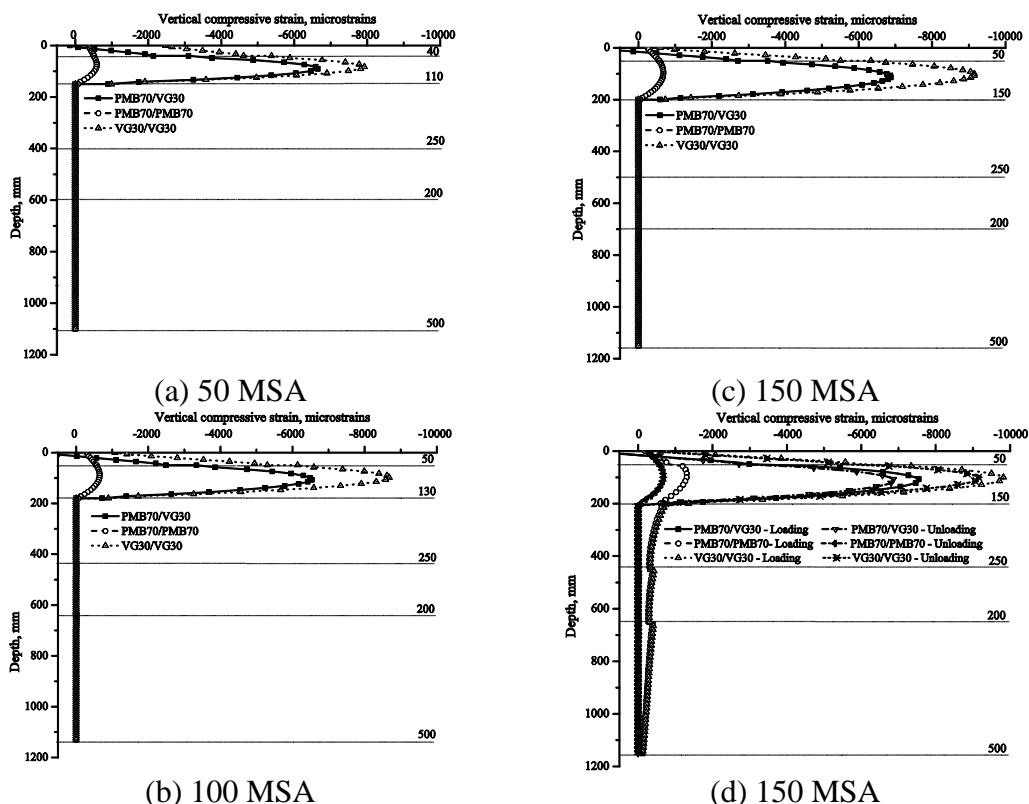 Vertical compressive strain, microstrains
0 -2000 -4000 -6000 -8000 -10000
0
200
400
600
800
1000
1200
Depth, mm
40
110
250
200
500
PMB70/VG30
PMB70/PMB70
VG30/VG30
(a) 50 MSA
Vertical compressive strain, microstrains
0 -2000 -4000 -6000 -8000 -10000
0
200
400
600
800
1000
1200
Depth, mm
50
150
250
200
500
PMB70/VG30
PMB70/PMB70
VG30/VG30
(c) 150 MSA
Vertical compressive strain, microstrains
0 -2000 -4000 -6000 -8000 -10000
0
200
400
600
800
1000
1200
Depth, mm
50
130
250
200
500
PMB70/VG30
PMB70/PMB70
VG30/VG30
(b) 100 MSA
Vertical compressive strain, microstrains
0 -2000 -4000 -6000 -8000 -10000
0
200
400
600
800
1000
1200
Depth, mm
50
150
250
200
500
PMB70/VG30 - Loading PMB70/VG30 - Unloading
PMB70/PMB70- Loading PMB70/PMB70 - Unloading
VG30/VG30 - Loading VG30/VG30 - Unloading
(d) 150 MSA